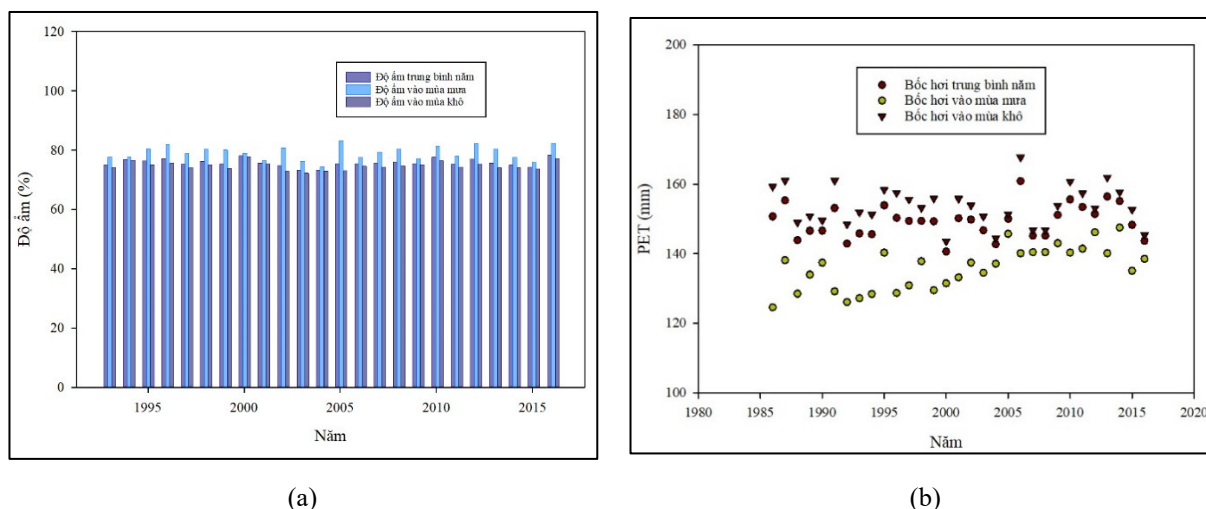 120
100
80
60
40
20
0
Độ ẩm (%)
Độ ẩm trung bình năm
Độ ẩm vào mùa mưa
Độ ẩm vào mùa khô
1995
2000
2005
2010
2015
Năm
(a)
200
180
160
140
120
100
PET (mm)
Bốc hơi trung bình năm
Bốc hơi vào mùa mưa
Bốc hơi vào mùa khô
1980
1985
1990
1995
2000
2005
2010
2015
2020
Năm
(b)